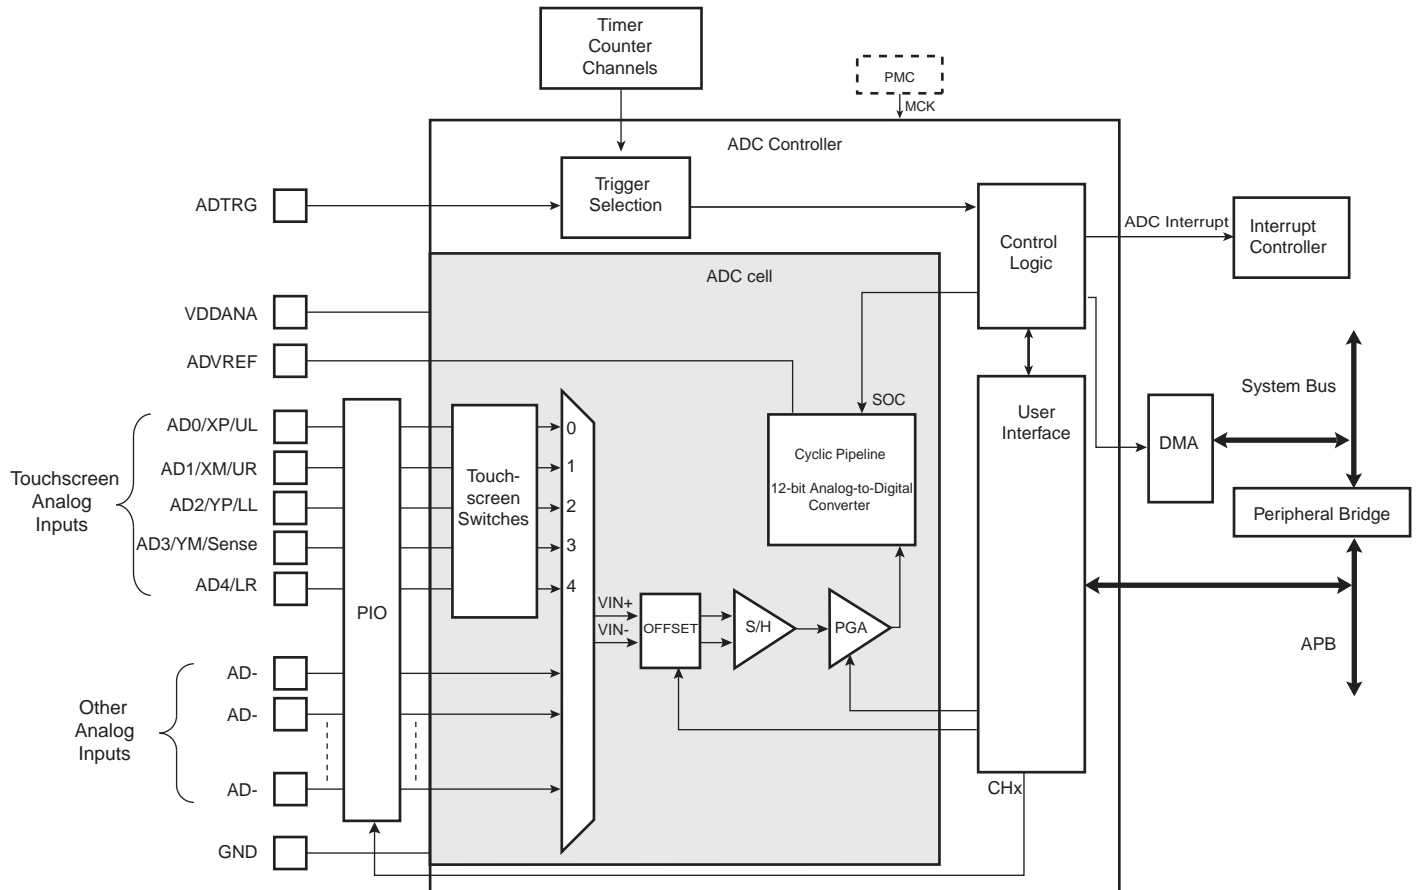 Timer
Counter
Channels
PMC
MCK
ADC Controller
ADTRG
Trigger
Selection
Control
Logic
ADC Interrupt
Interrupt
Controller
ADC cell
VDDANA
ADVREF
SOC
User
Interface
System Bus
DMA
Cyclic Pipeline
12-bit Analog-to-Digital
Converter
Peripheral Bridge
Touchscreen
Analog
Inputs
AD0/XP/UL
AD1/XM/UR
AD2/YP/LL
AD3/YM/Sense
AD4/LR
PIO
Touch-
screen
Switches
0
1
2
3
4
VIN+
VIN-
OFFSET
S/H
PGA
APB
Other
Analog
Inputs
AD-
AD-
AD-
CHx
GND